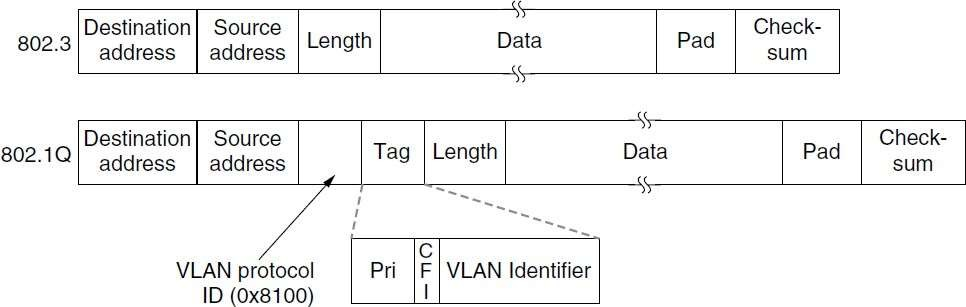 802.3
Destination
address
Source
address
Length
Data
Pad
Check-
sum
802.1Q
Destination
address
Source
address
Tag
Length
Data
Pad
Check-
sum
VLAN protocol
ID (0x8100)
Pri
C
F
I
VLAN Identifier